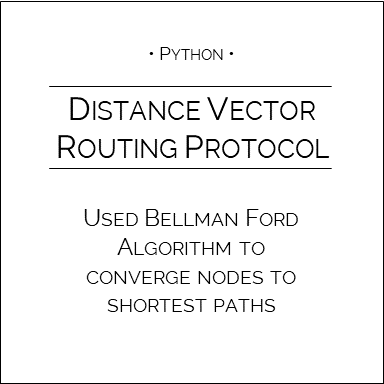 • Python •
Distance Vector
Routing Protocol
Used Bellman Ford
Algorithm to
converge nodes to
shortest paths